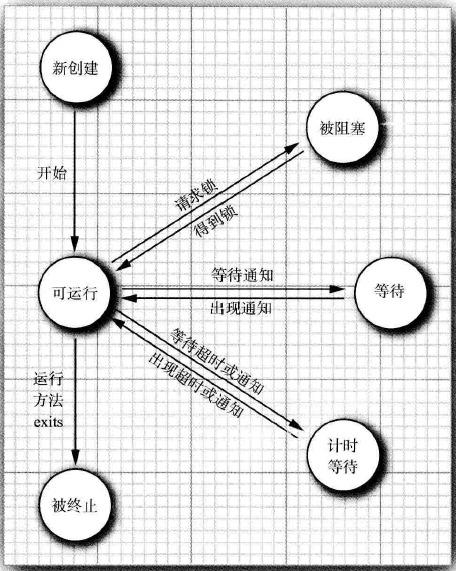 新创建
被阻塞
开始
请求锁
得到锁
可运行
等待通知
出现通知
等待
等待超时或通知
出现超时或通知
运行
方法
exits
计时
等待
被终止